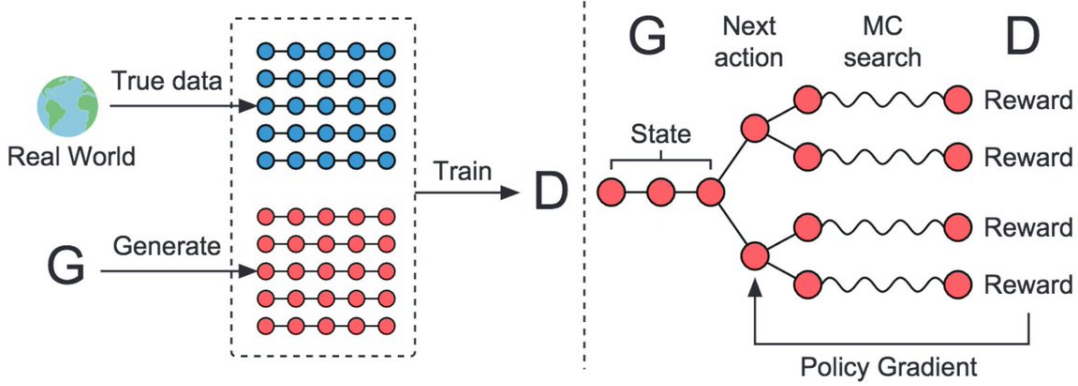 True data
Real World
G
Generate
Train
D
G
Next
action
MC
search
D
State
Reward
Reward
Reward
Reward
Policy Gradient